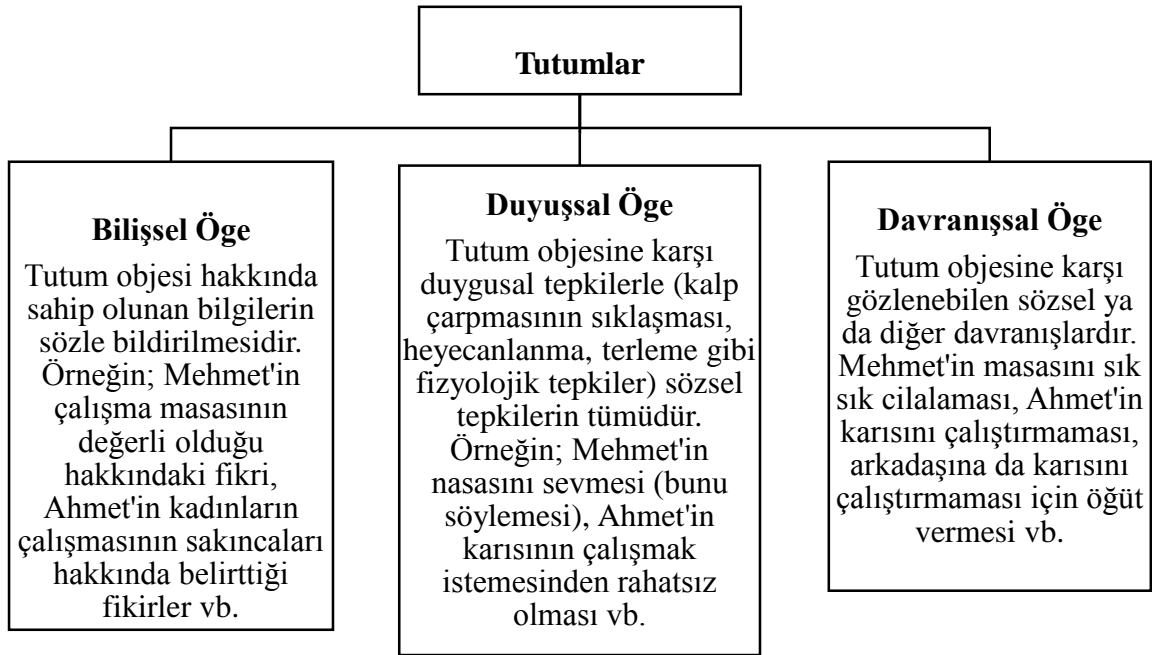 Tutumlar
Bilişsel Öge
Tutum objesi hakkında
sahip olunan bilgilerin
sözle bildirilmesidir.
Örneğin; Mehmet'in
çalışma masasının
değerli olduğu
hakkındaki fikri,
Ahmet'in kadınların
çalışmasının sakıncaları
hakkında belirttiği
fikirler vb.
Duyuşsal Öge
Tutum objesine karşı
duygusal tepkilerle (kalp
çarpmasının sıklaşması,
heyecanlanma, terleme gibi
fizyolojik tepkiler) sözsel
tepkilerin tümüdür.
Örneğin; Mehmet'in
nasasını sevmesi (bunu
söylemesi), Ahmet'in
karısının çalışmak
istemesinden rahatsız
olması vb.
Davranışsal Öge
Tutum objesine karşı
gözlenebilen sözsel ya
da diğer davranışlardır.
Mehmet'in masasını sık
sık cilalaması, Ahmet'in
karısını çalıştırmaması,
arkadaşına da karısını
çalıştırmaması için öğüt
vermesi vb.